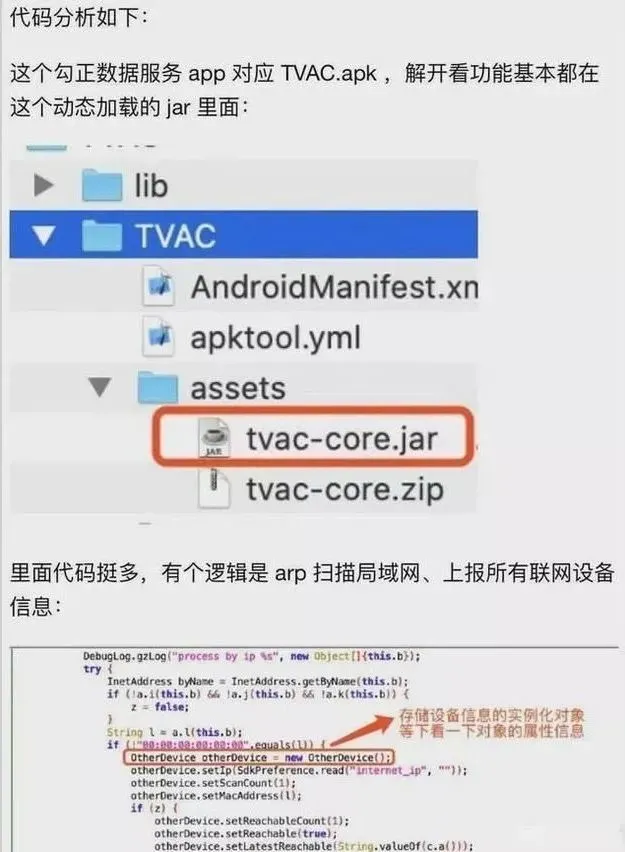 代码分析如下：
这个勾正数据服务 app 对应 TVAC.apk ，解开看功能基本都在
这个动态加载的 jar 里面：
lib
TVAC
AndroidManifest.xm
apktool.yml
assets
JAR
tvac-core.jar
tvac-core.zip
里面代码挺多，有个逻辑是 arp 扫描局域网、上报所有联网设备
信息：
DebugLog.gzLog("process by ip %s", new Object[]{this.b});
try {
InetAddress byName = InetAddress.getByName(this.b);
if (!a.i(this.b) && !a.j(this.b) && !a.k(this.b)) {
z = false;
}
String l = a.l(this.b);
if (!"00:00:00:00:00:00".equals(l)) {
存储设备信息的实例化对象
等下看一下对象的属性信息
OtherDevice otherDevice = new OtherDevice();
otherDevice.setIp(SdkPreference.read("internet_ip", ""));
otherDevice.setScanCount(1);
otherDevice.setMacAddress(l);
if (z) {
otherDevice.setReachableCount(1);
otherDevice.setReachable(true);
otherDevice.setLatestReachable(String.valueOf(c.a()));